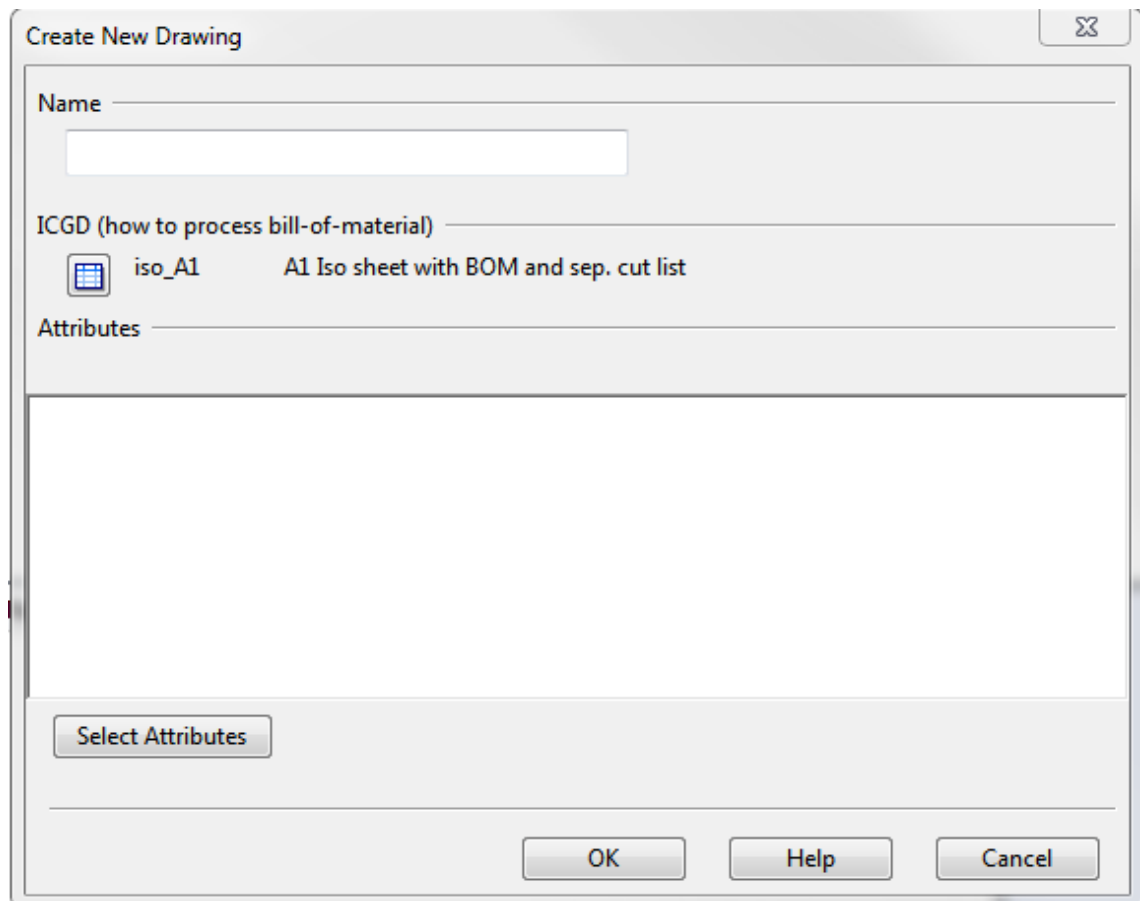 Create New Drawing
Name
ICGD (how to process bill-of-material)
iso_A1 A1 Iso sheet with BOM and sep. cut list
Attributes
Select Attributes
OK Help Cancel